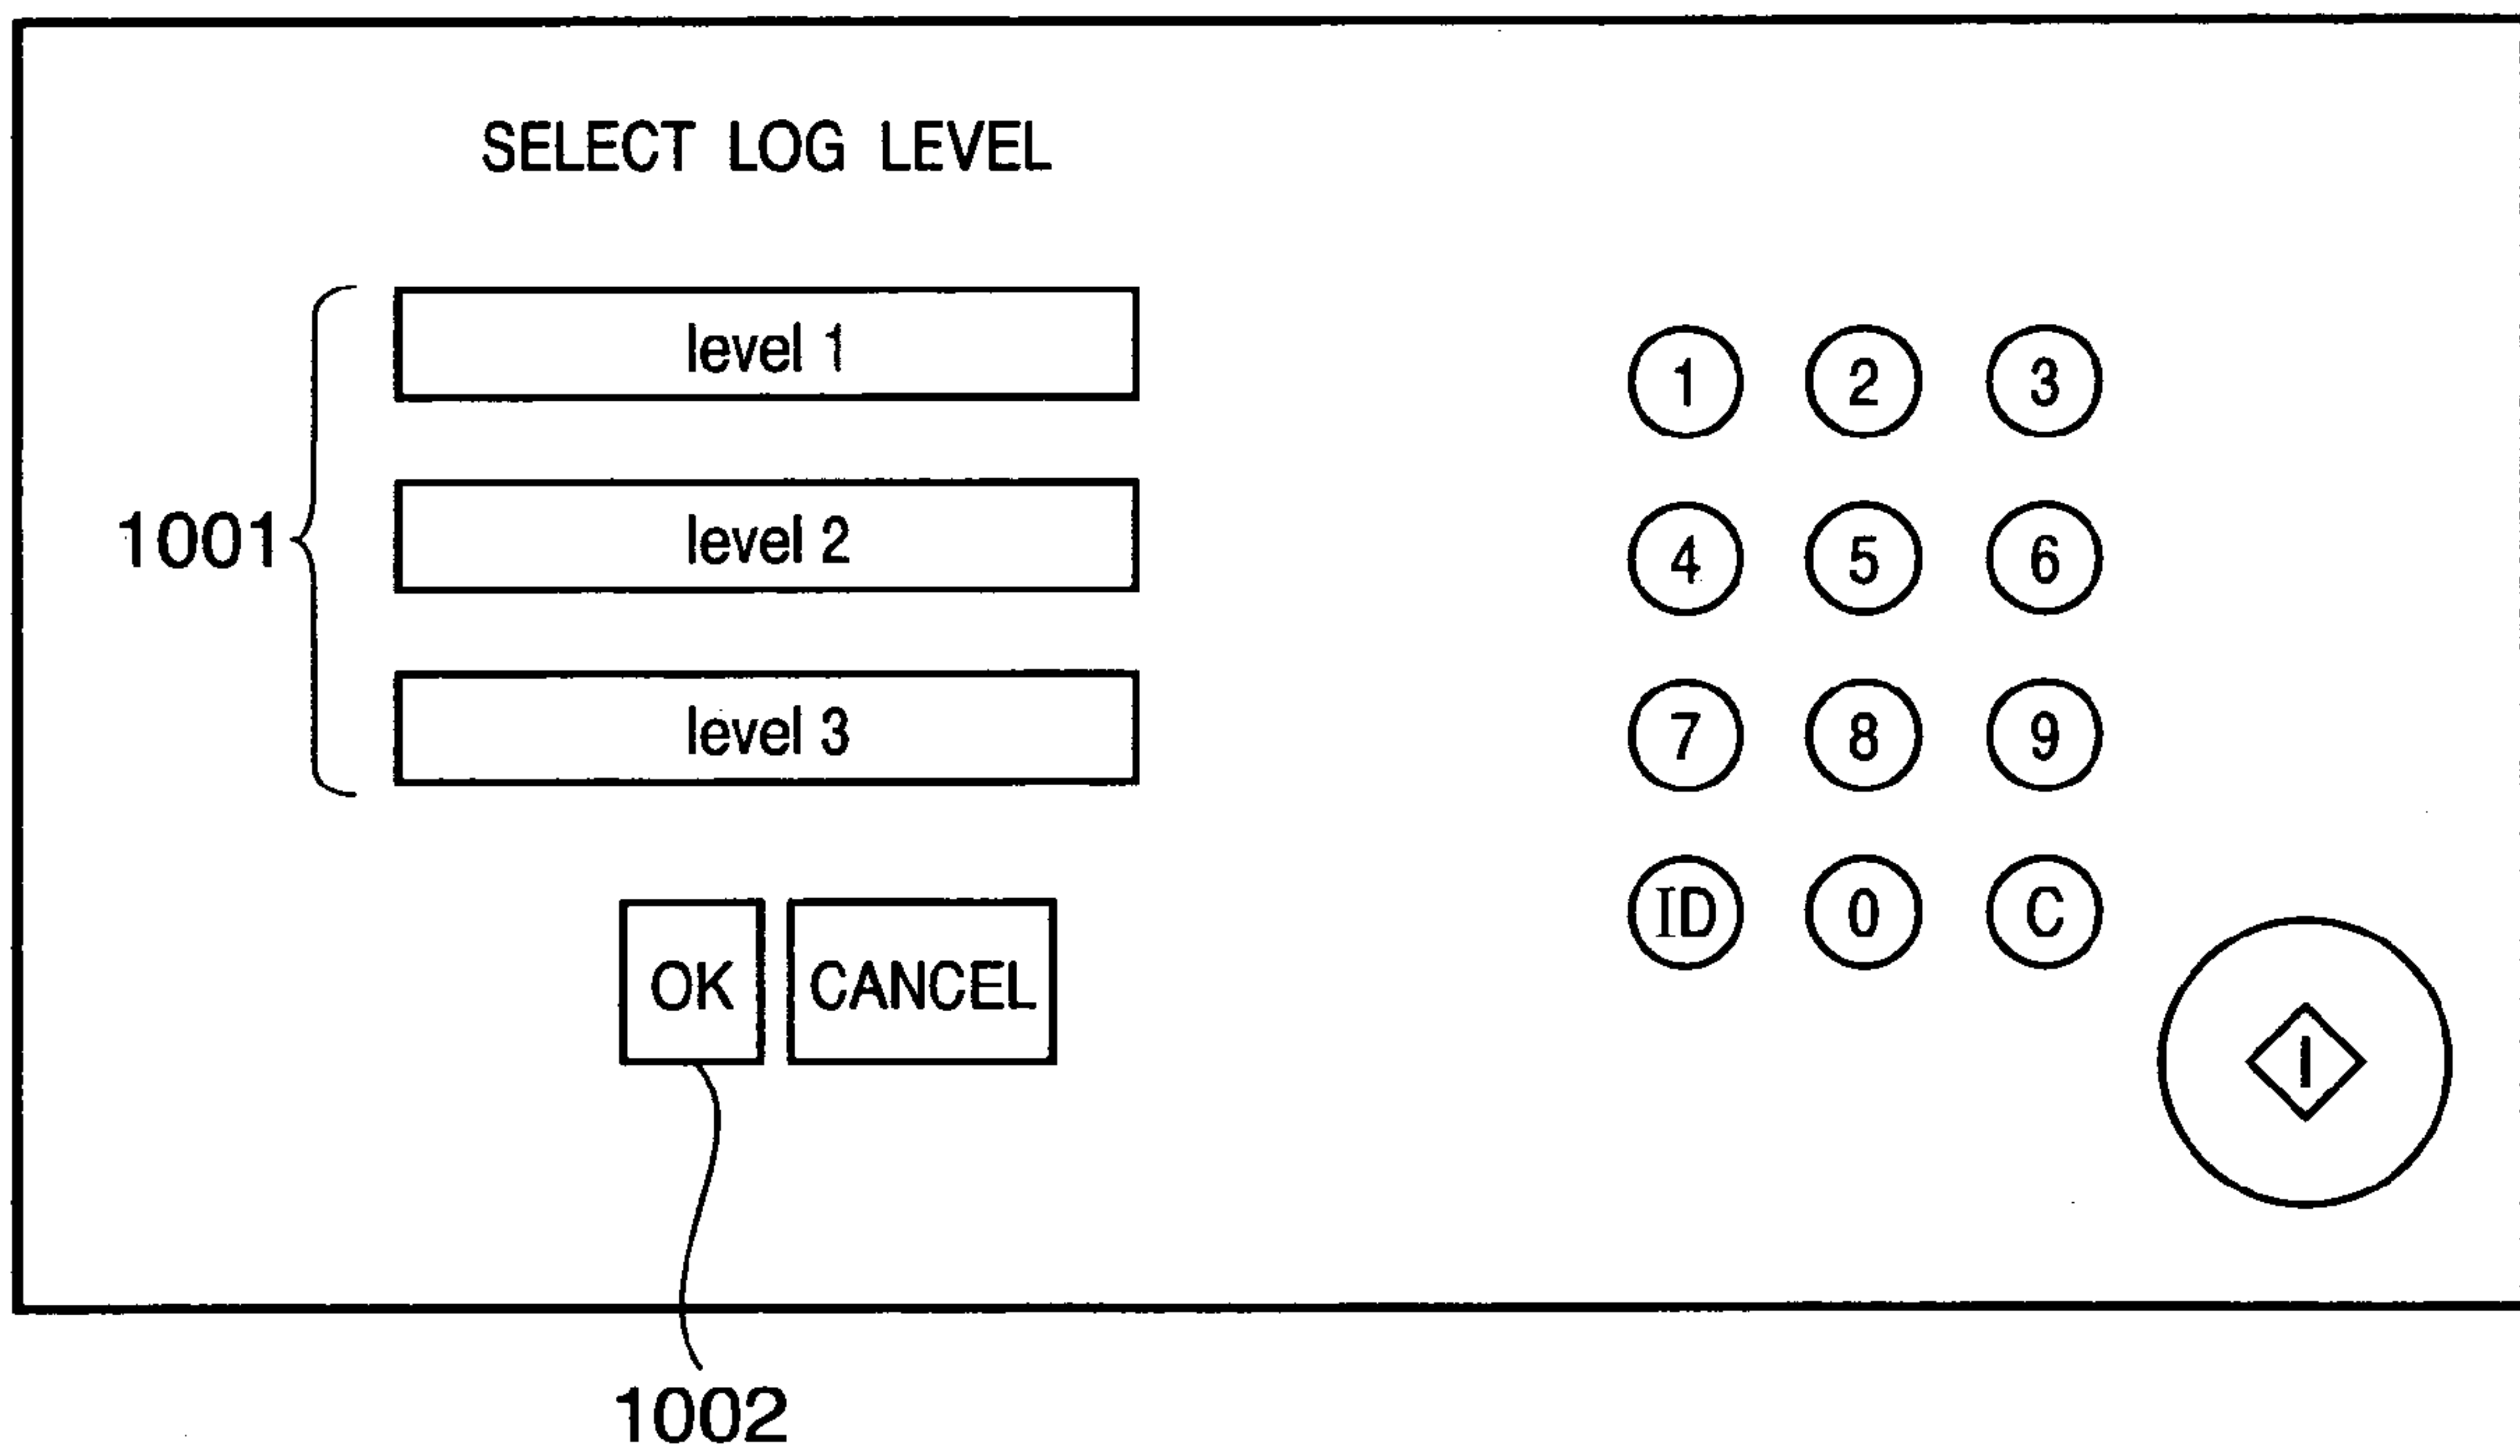 SELECT LOG LEVEL
level 1
level 2
level 3
1001
OK CANCEL
1002
1 2 3
4 5 6
7 8 9
ID 0 C